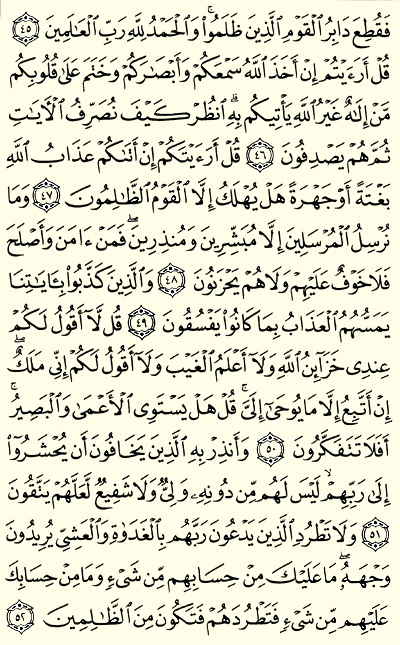 فَقُطِعَ دَابِرُ ٱلْقَوْمِ ٱلَّذِينَ ظَلَمُوا۟ ۚ وَٱلْحَمْدُ لِلَّهِ رَبِّ ٱلْعَٰلَمِينَ ٤٥
قُلْ أَرَءَيْتُمْ إِنْ أَخَذَ ٱللَّهُ سَمْعَكُمْ وَأَبْصَٰرَكُمْ وَخَتَمَ عَلَىٰ قُلُوبِكُم
مَّنْ إِلَٰهٌ غَيْرُ ٱللَّهِ يَأْتِيكُم بِهِ ۗ ٱنظُرْ كَيْفَ نُصَرِّفُ ٱلْءَايَٰتِ
ثُمَّ هُمْ يَصْدِفُونَ ٤٦ قُلْ أَرَءَيْتَكُمْ إِنْ أَتَىٰكُمْ عَذَابُ ٱللَّهِ
بَغْتَةً أَوْ جَهْرَةً هَلْ يُهْلَكُ إِلَّا ٱلْقَوْمُ ٱلظَّٰلِمُونَ ٤٧ وَمَا
نُرْسِلُ ٱلْمُرْسَلِينَ إِلَّا مُبَشِّرِينَ وَمُنذِرِينَ ۖ فَمَنْ ءَامَنَ وَأَصْلَحَ
فَلَا خَوْفٌ عَلَيْهِمْ وَلَا هُمْ يَحْزَنُونَ ٤٨ وَٱلَّذِينَ كَذَّبُوا۟ بِـَٔايَٰتِنَا
يَمَسُّهُمُ ٱلْعَذَابُ بِمَا كَانُوا۟ يَفْسُقُونَ ٤٩ قُل لَّآ أَقُولُ لَكُمْ
عِندِى خَزَآئِنُ ٱللَّهِ وَلَآ أَعْلَمُ ٱلْغَيْبَ وَلَآ أَقُولُ لَكُمْ إِنِّى مَلَكٌ ۖ
إِنْ أَتَّبِعُ إِلَّا مَا يُوحَىٰٓ إِلَىَّ ۚ قُلْ هَلْ يَسْتَوِى ٱلْأَعْمَىٰ وَٱلْبَصِيرُ ۚ
أَفَلَا تَتَفَكَّرُونَ ٥٠ وَأَنذِرْ بِهِ ٱلَّذِينَ يَخَافُونَ أَن يُحْشَرُوٓا۟
إِلَىٰ رَبِّهِمْ ۙ لَيْسَ لَهُم مِّن دُونِهِۦ وَلِىٌّ وَلَا شَفِيعٌ لَّعَلَّهُمْ يَتَّقُونَ
٥١ وَلَا تَطْرُدِ ٱلَّذِينَ يَدْعُونَ رَبَّهُم بِٱلْغَدَوٰةِ وَٱلْعَشِىِّ يُرِيدُونَ
وَجْهَهُۥ ۖ مَا عَلَيْكَ مِنْ حِسَابِهِم مِّن شَىْءٍ وَمَا مِنْ حِسَابِكَ
عَلَيْهِم مِّن شَىْءٍ فَتَطْرُدَهُمْ فَتَكُونَ مِنَ ٱلظَّٰلِمِينَ ٥٢